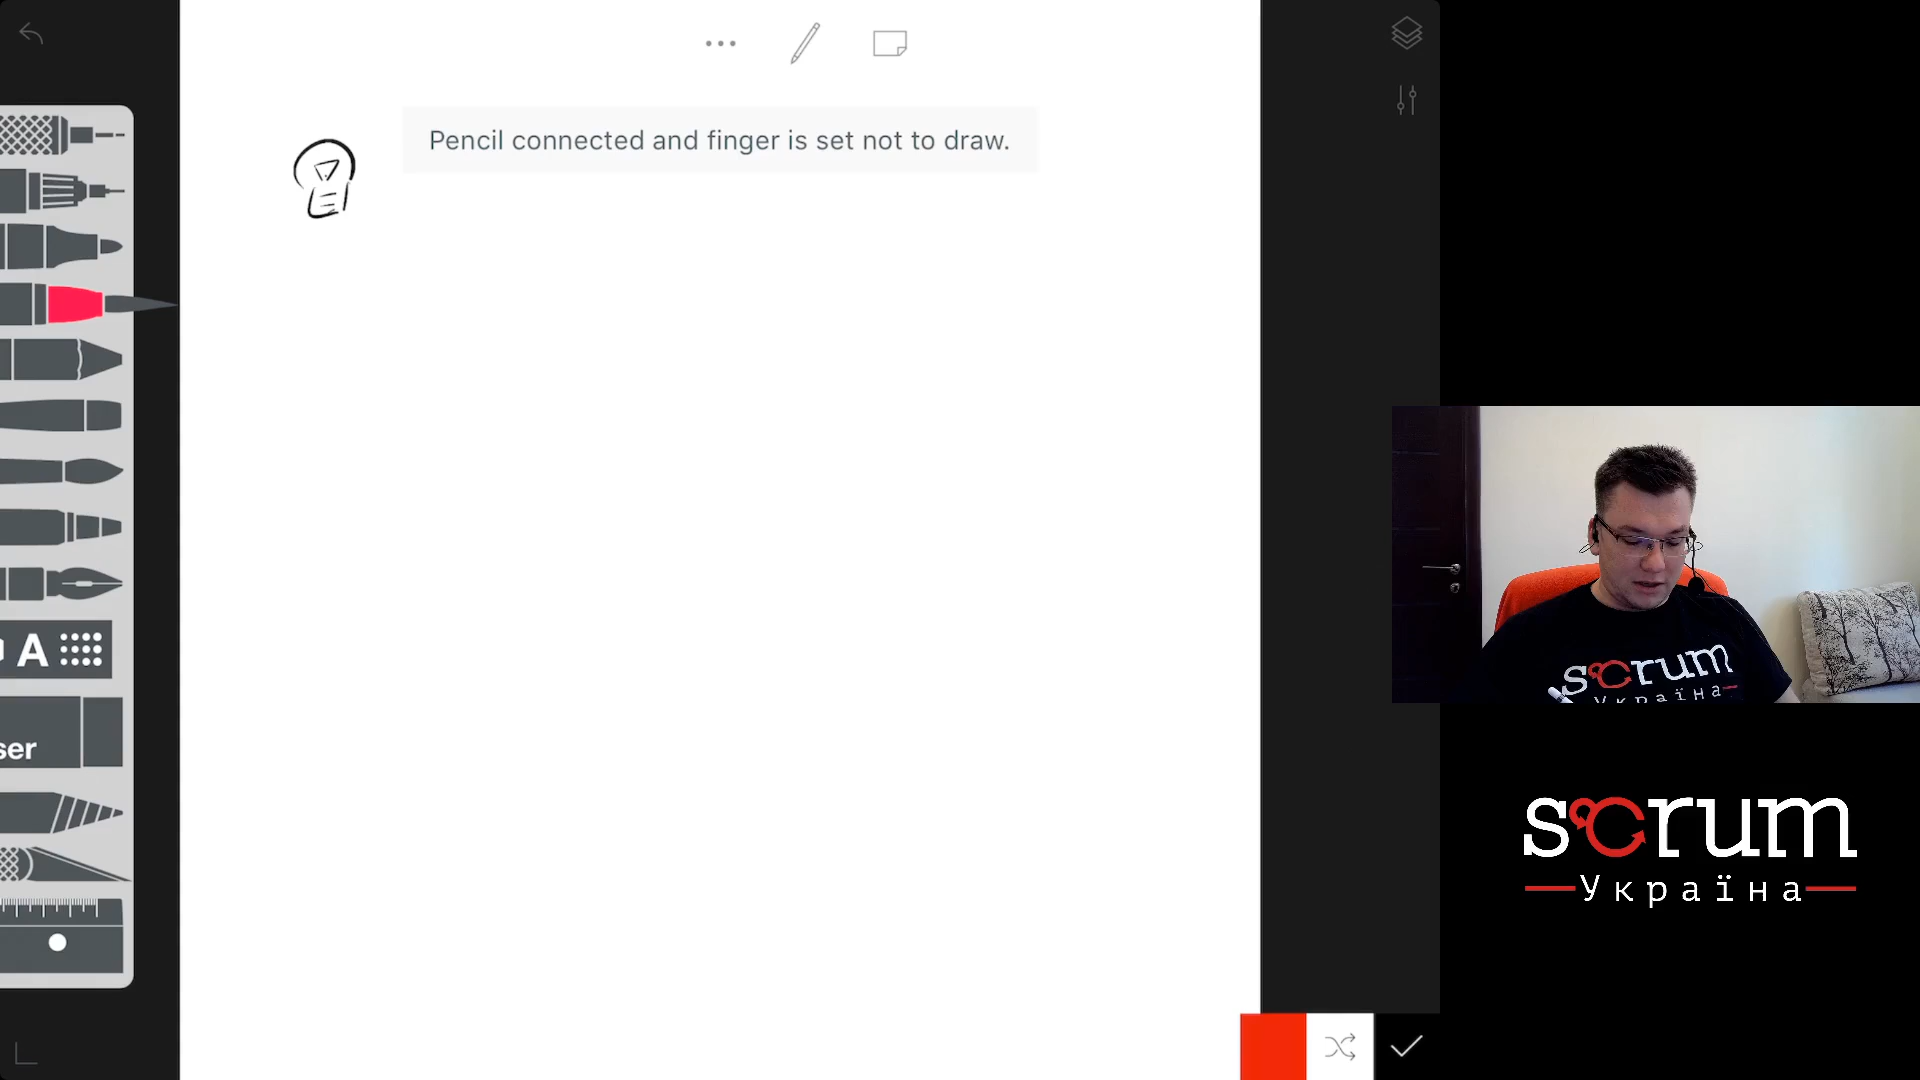 Pencil connected and finger is set not to draw.
A
ser
scrum
Україна
scrum
Україна